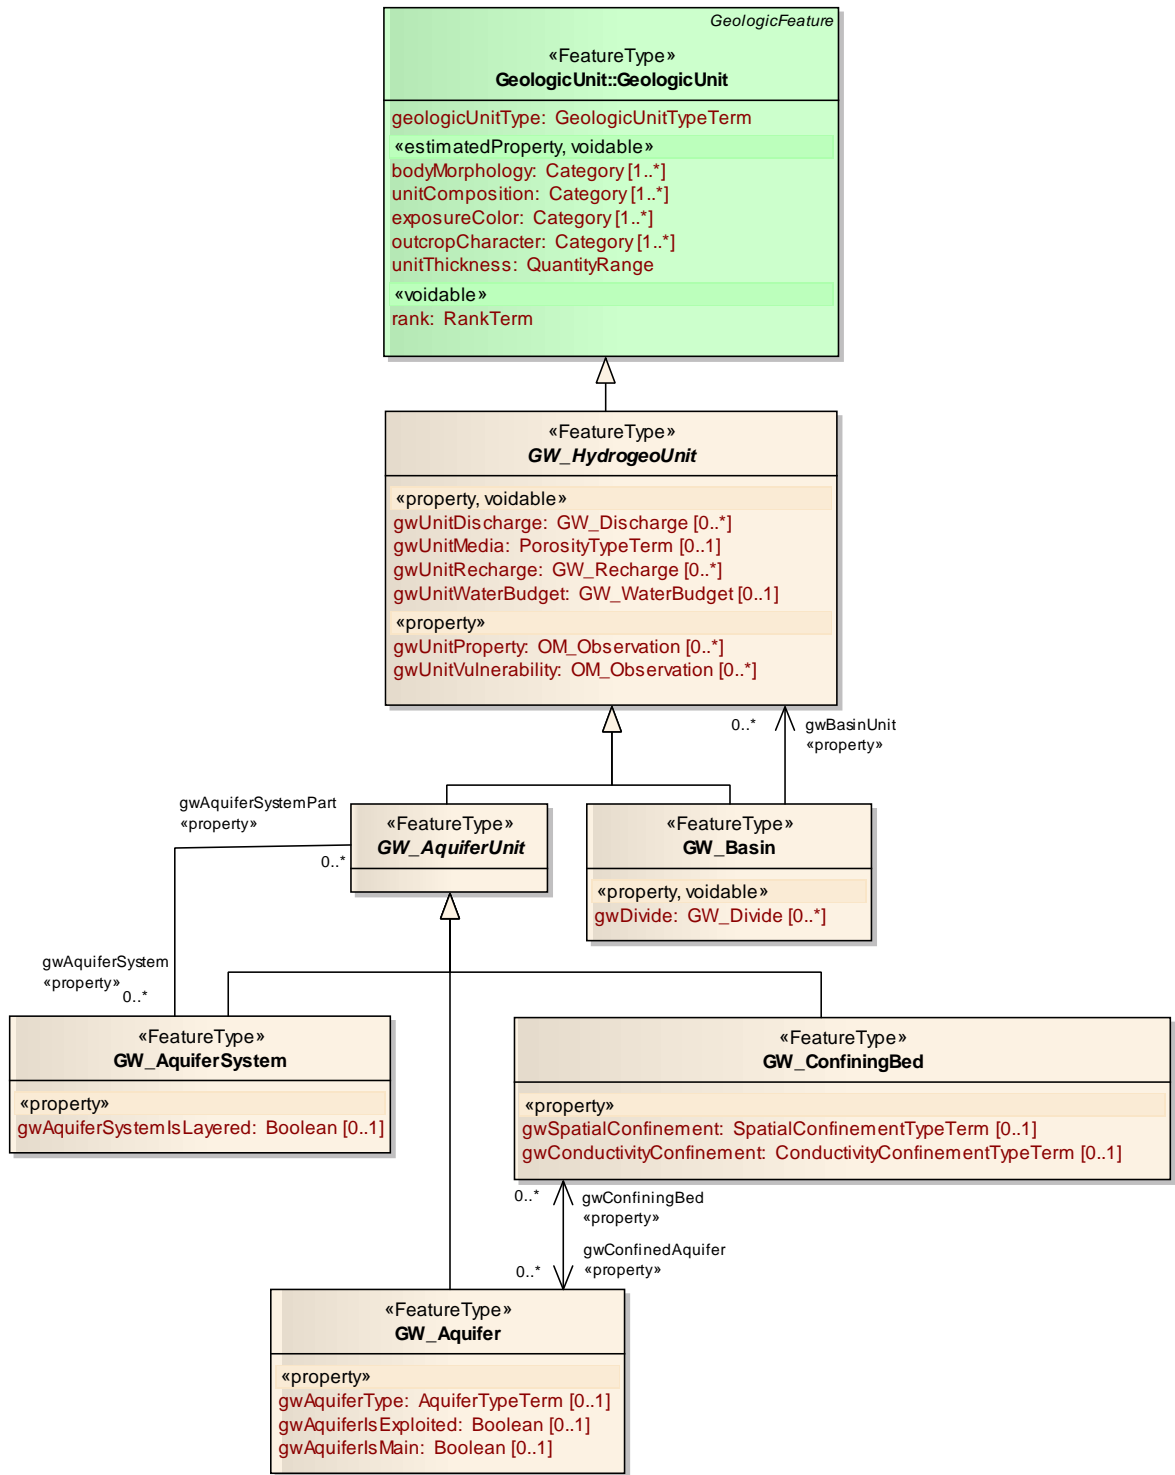 GeologicFeature
«FeatureType»
GeologicUnit::GeologicUnit
geologicUnitType: GeologicUnitTypeTerm
«estimatedProperty, voidable»
bodyMorphology: Category [1..*]
unitComposition: Category [1..*]
exposureColor: Category [1..*]
outcropCharacter: Category [1..*]
unitThickness: QuantityRange
«voidable»
rank: RankTerm
«FeatureType»
GW_HydrogeoUnit
«property, voidable»
gwUnitDischarge: GW_Discharge [0..*]
gwUnitMedia: PorosityTypeTerm [0..1]
gwUnitRecharge: GW_Recharge [0..*]
gwUnitWaterBudget: GW_WaterBudget [0..1]
«property»
gwUnitProperty: OM_Observation [0..*]
gwUnitVulnerability: OM_Observation [0..*]
0..*
gwBasinUnit
«property»
gwAquiferSystemPart
«property»
0..*
«FeatureType»
GW_AquiferUnit
«FeatureType»
GW_Basin
«property, voidable»
gwDivide: GW_Divide [0..*]
gwAquiferSystem
«property»
0..*
«FeatureType»
GW_AquiferSystem
«property»
gwAquiferSystemIsLayered: Boolean [0..1]
«FeatureType»
GW_ConfiningBed
«property»
gwSpatialConfinement: SpatialConfinementTypeTerm [0..1]
gwConductivityConfinement: ConductivityConfinementTypeTerm [0..1]
0..*
gwConfiningBed
«property»
gwConfinedAquifer
«property»
0..*
«FeatureType»
GW_Aquifer
«property»
gwAquiferType: AquiferTypeTerm [0..1]
gwAquiferIsExploited: Boolean [0..1]
gwAquiferIsMain: Boolean [0..1]